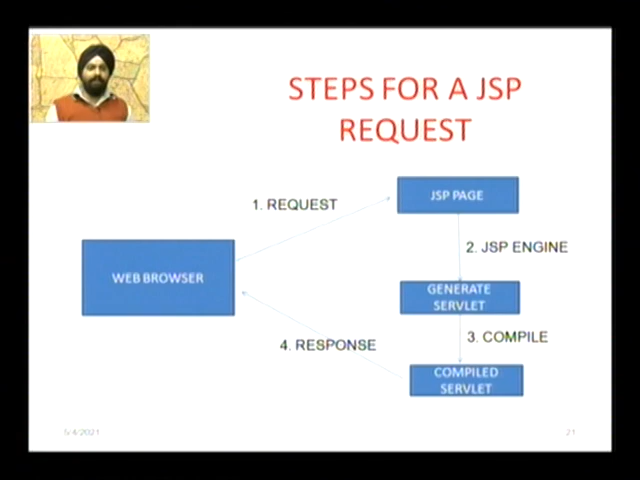 STEPS FOR A JSP
REQUEST
1. REQUEST
JSP PAGE
2. JSP ENGINE
WEB BROWSER
GENERATE
SERVLET
3. COMPILE
4. RESPONSE
COMPILED
SERVLET
5/4/2021
21